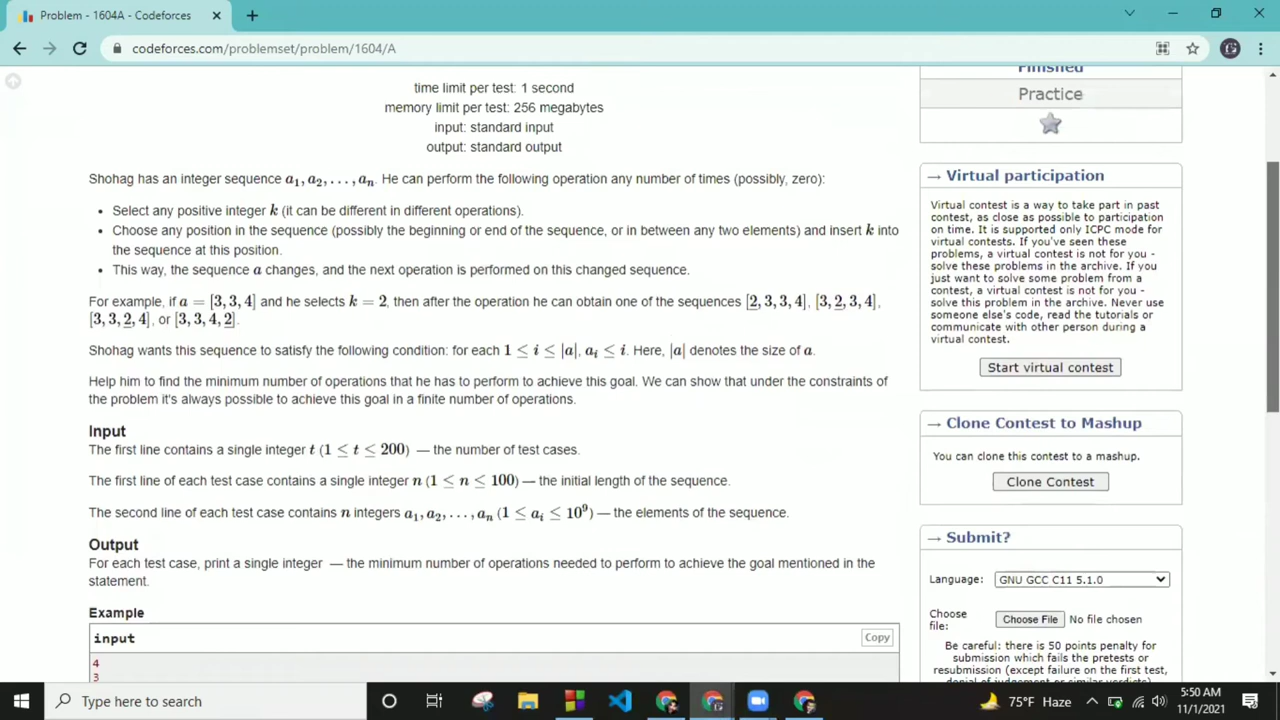 Problem - 1604A - Codeforces
codeforces.com/problemset/problem/1604/A
time limit per test: 1 second
memory limit per test: 256 megabytes
input: standard input
output: standard output
Shohag has an integer sequence a1, a2, . . . , an. He can perform the following operation any number of times (possibly, zero):
• Select any positive integer k (it can be different in different operations).
• Choose any position in the sequence (possibly the beginning or end of the sequence, or in between any two elements) and insert k into
the sequence at this position.
• This way, the sequence a changes, and the next operation is performed on this changed sequence.
For example, if a = [3, 3, 4] and he selects k = 2, then after the operation he can obtain one of the sequences [2, 3, 3, 4], [3, 2, 3, 4],
[3, 3, 2, 4], or [3, 3, 4, 2].
Shohag wants this sequence to satisfy the following condition: for each 1 ≤ i ≤ |a|, ai ≤ i. Here, |a| denotes the size of a.
Help him to find the minimum number of operations that he has to perform to achieve this goal. We can show that under the constraints of
the problem it's always possible to achieve this goal in a finite number of operations.
Input
The first line contains a single integer t (1 ≤ t ≤ 200) — the number of test cases.
The first line of each test case contains a single integer n (1 ≤ n ≤ 100) — the initial length of the sequence.
The second line of each test case contains n integers a1, a2, . . . , an (1 ≤ ai ≤ 10⁹) — the elements of the sequence.
Output
For each test case, print a single integer — the minimum number of operations needed to perform to achieve the goal mentioned in the
statement.
Example
input
Copy
4
3
Finished
Practice
→ Virtual participation
Virtual contest is a way to take part in past
contest, as close as possible to participation
on time. It is supported only ICPC mode for
virtual contests. If you've seen these
problems, a virtual contest is not for you -
solve these problems in the archive. If you
just want to solve some problem from a
contest, a virtual contest is not for you -
solve this problem in the archive. Never use
someone else's code, read the tutorials or
communicate with other person during a
virtual contest.
Start virtual contest
→ Clone Contest to Mashup
You can clone this contest to a mashup.
Clone Contest
→ Submit?
Language: GNU GCC C11 5.1.0
Choose
file: Choose File No file chosen
Be careful: there is 50 points penalty for
submission which fails the pretests or
resubmission (except failure on the first test,
denial of judgement or similar verdicts)
Type here to search
75°F Haze
5:50 AM
11/1/2021